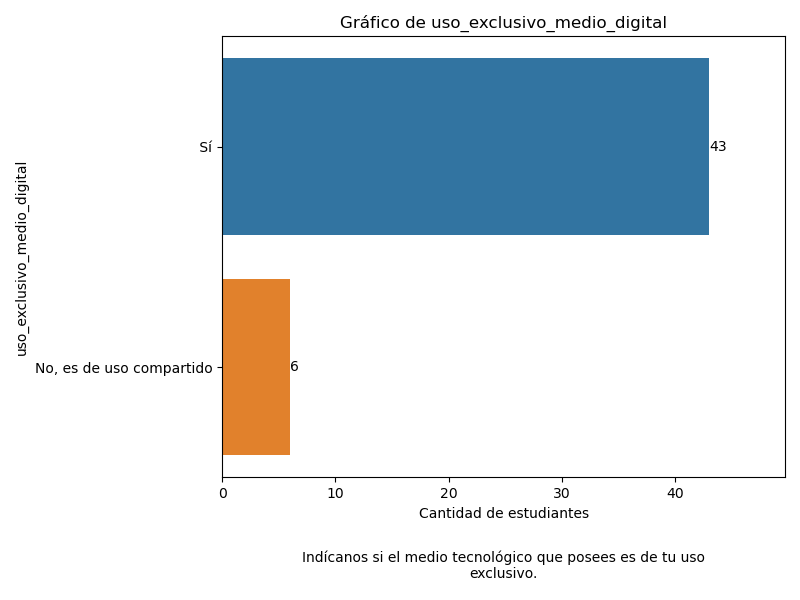 Gráfico de uso_exclusivo_medio_digital
uso_exclusivo_medio_digital
Sí
43
No, es de uso compartido
6
0 10 20 30 40
Cantidad de estudiantes
Indícanos si el medio tecnológico que posees es de tu uso
exclusivo.